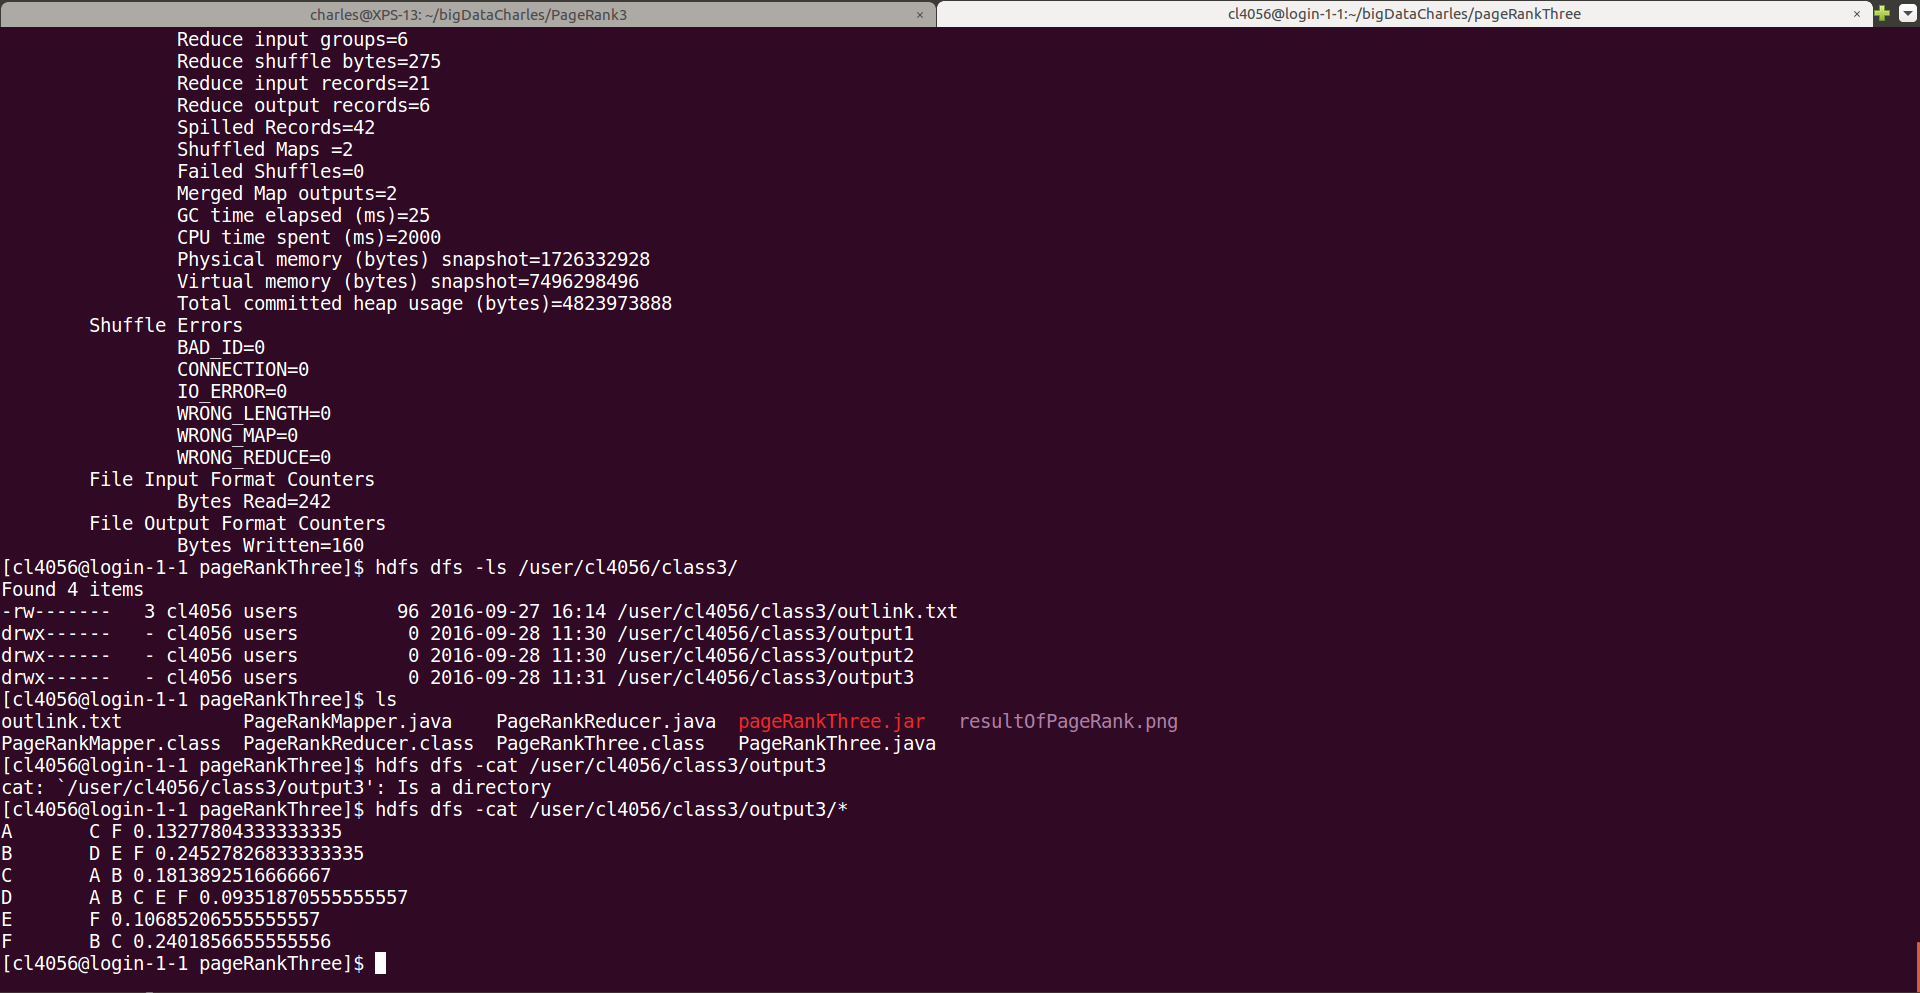 charles@XPS-13: ~/bigDataCharles/PageRank3 × cl4056@login-1-1:~/bigDataCharles/pageRankThree ×
Reduce input groups=6
Reduce shuffle bytes=275
Reduce input records=21
Reduce output records=6
Spilled Records=42
Shuffled Maps =2
Failed Shuffles=0
Merged Map outputs=2
GC time elapsed (ms)=25
CPU time spent (ms)=2000
Physical memory (bytes) snapshot=1726332928
Virtual memory (bytes) snapshot=7496298496
Total committed heap usage (bytes)=4823973888
Shuffle Errors
BAD_ID=0
CONNECTION=0
IO_ERROR=0
WRONG_LENGTH=0
WRONG_MAP=0
WRONG_REDUCE=0
File Input Format Counters
Bytes Read=242
File Output Format Counters
Bytes Written=160
[cl4056@login-1-1 pageRankThree]$ hdfs dfs -ls /user/cl4056/class3/
Found 4 items
-rw-------   3 cl4056 users         96 2016-09-27 16:14 /user/cl4056/class3/outlink.txt
drwx------   - cl4056 users          0 2016-09-28 11:30 /user/cl4056/class3/output1
drwx------   - cl4056 users          0 2016-09-28 11:30 /user/cl4056/class3/output2
drwx------   - cl4056 users          0 2016-09-28 11:31 /user/cl4056/class3/output3
[cl4056@login-1-1 pageRankThree]$ ls
outlink.txt           PageRankMapper.java    PageRankReducer.java  pageRankThree.jar   resultOfPageRank.png
PageRankMapper.class  PageRankReducer.class  PageRankThree.class   PageRankThree.java
[cl4056@login-1-1 pageRankThree]$ hdfs dfs -cat /user/cl4056/class3/output3
cat: `/user/cl4056/class3/output3': Is a directory
[cl4056@login-1-1 pageRankThree]$ hdfs dfs -cat /user/cl4056/class3/output3/*
A       C F 0.13277804333333335
B       D E F 0.24527826833333335
C       A B 0.1813892516666667
D       A B C E F 0.09351870555555557
E       F 0.10685206555555557
F       B C 0.2401856655555556
[cl4056@login-1-1 pageRankThree]$